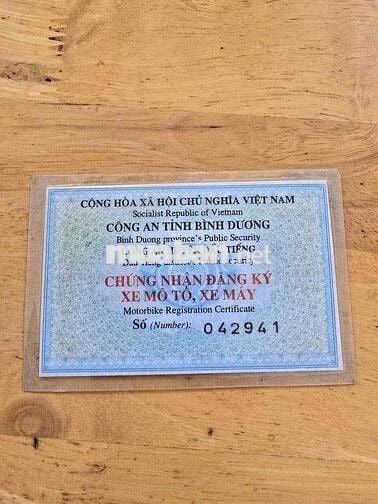 CỘNG HÒA XÃ HỘI CHỦ NGHĨA VIỆT NAM
Socialist Republic of Vietnam
CÔNG AN TỈNH BÌNH DƯƠNG
Binh Duong province's Public Security
TIẾNG
CHỨNG NHẬN ĐĂNG KÝ
XE MÔ TÔ, XE MÁY
Motorbike Registration Certificate
Số (Number): 042941